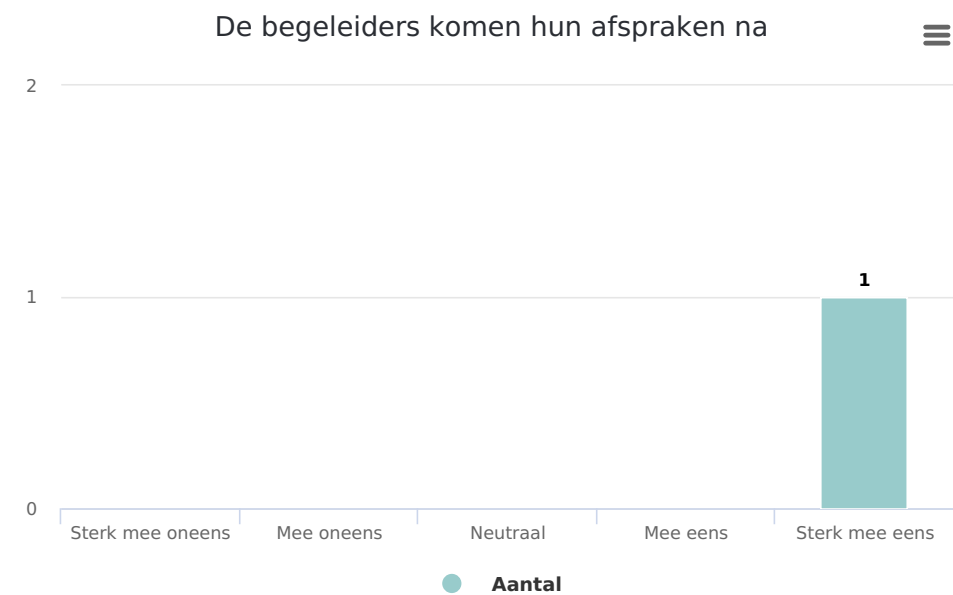 De begeleiders komen hun afspraken na
2
1
1
0
Sterk mee oneens Mee oneens Neutraal Mee eens Sterk mee eens
Aantal